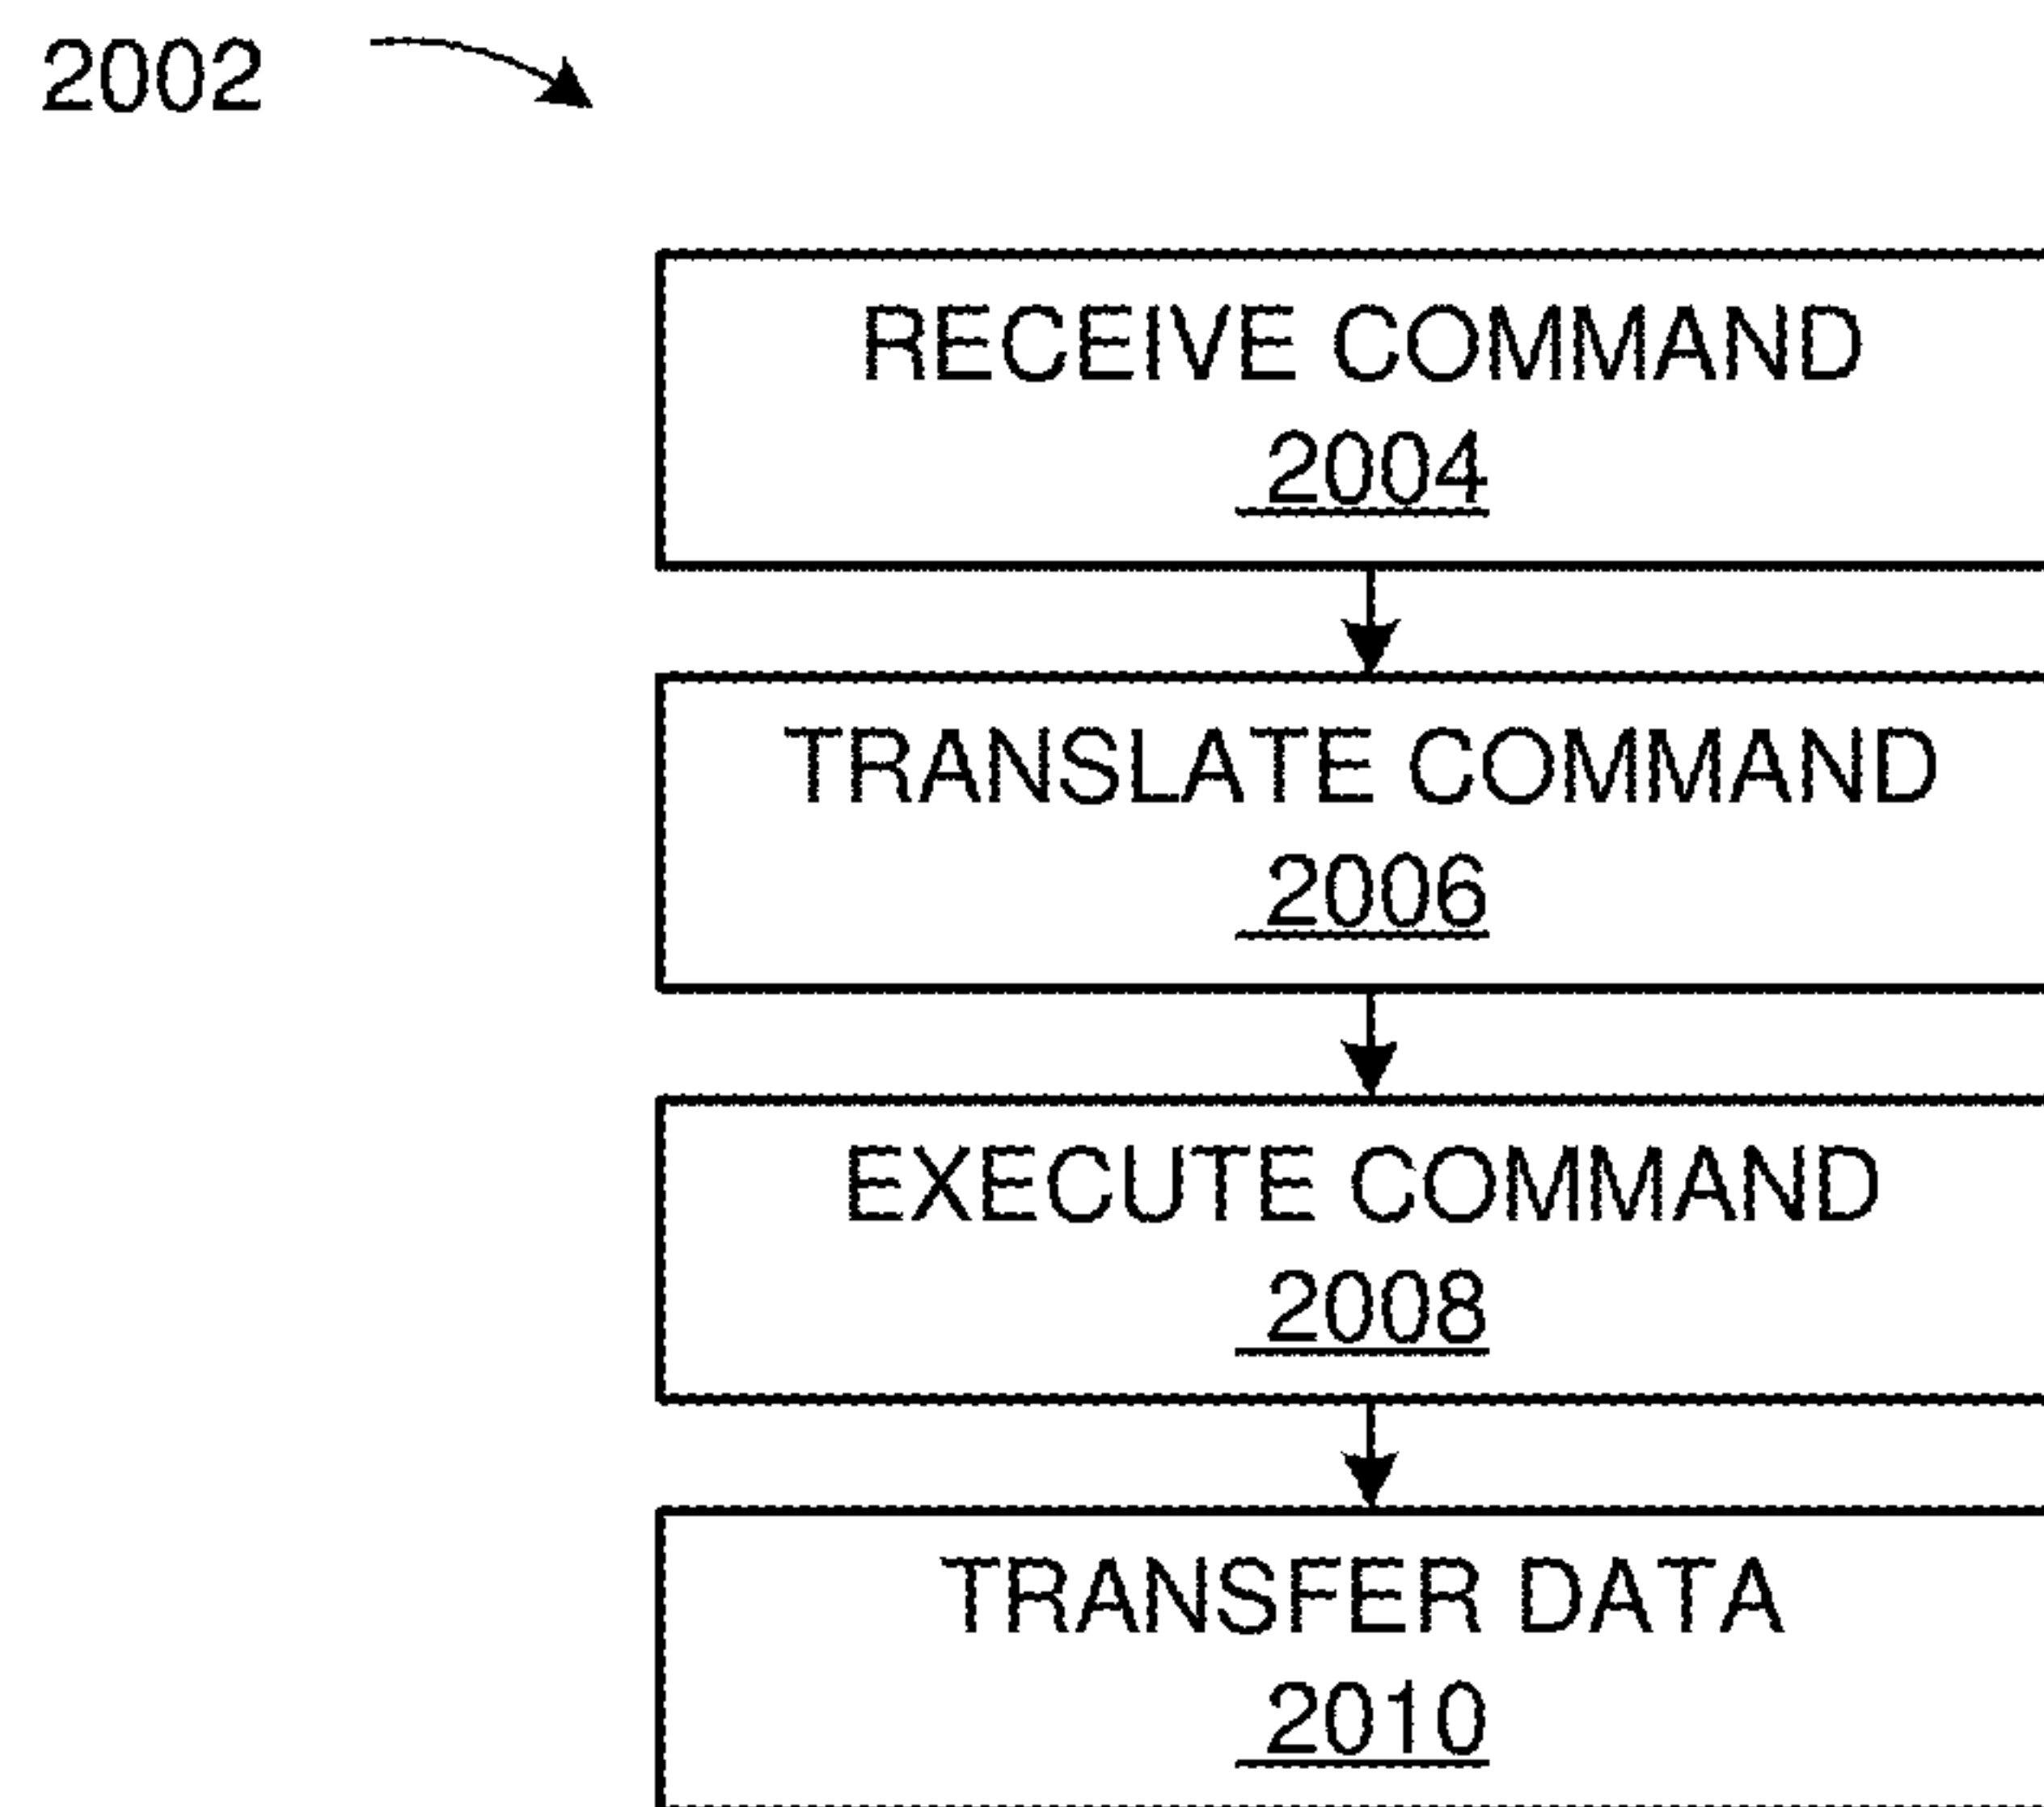 2002
RECEIVE COMMAND
2004
TRANSLATE COMMAND
2006
EXECUTE COMMAND
2008
TRANSFER DATA
2010